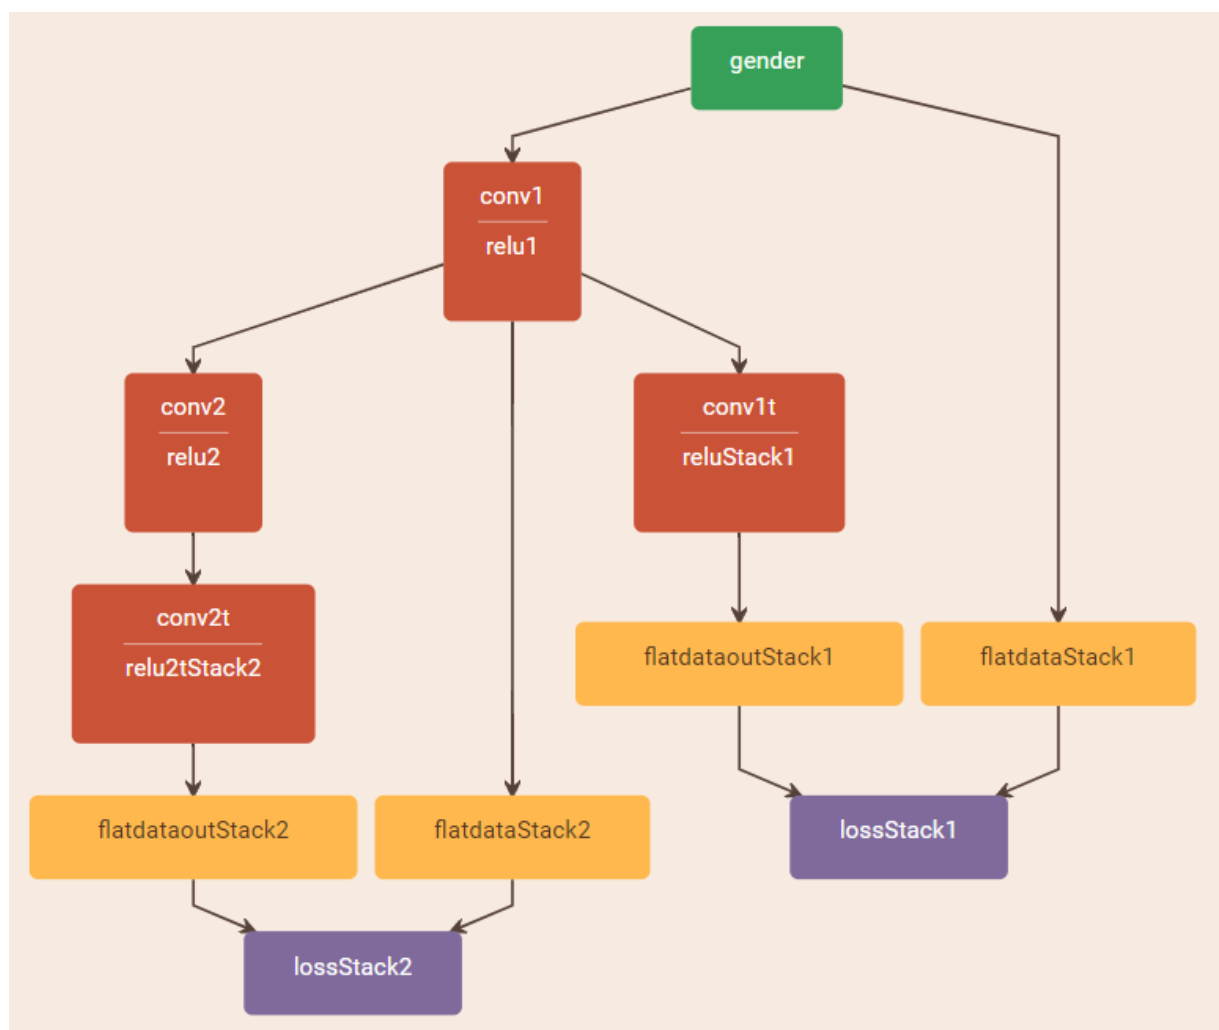 gender
conv1
relu1
conv2
relu2
conv1t
reluStack1
conv2t
relu2tStack2
flatdataoutStack1
flatdataStack1
flatdataoutStack2
flatdataStack2
lossStack1
lossStack2